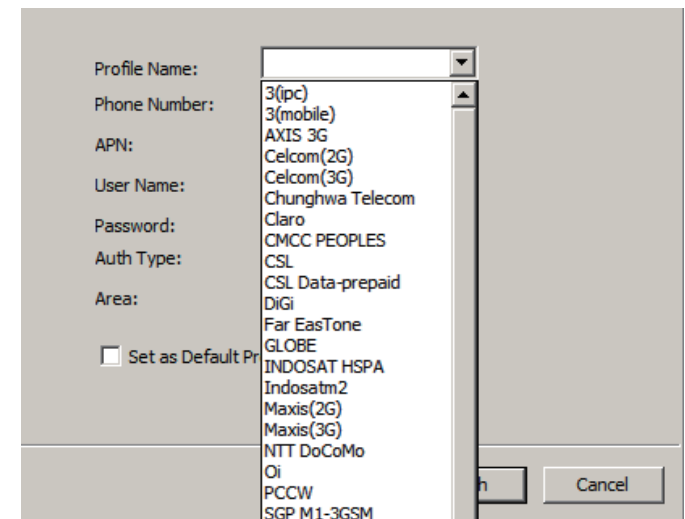 Profile Name:
Phone Number:
3(ipc)
3(mobile)
APN:
AXIS 3G
Celcom(2G)
User Name:
Celcom(3G)
Chunghwa Telecom
Password:
Claro
CMCC PEOPLES
Auth Type:
CSL
CSL Data-prepaid
Area:
DiGi
Far EasTone
Set as Default Pr
GLOBE
INDOSAT HSPA
Indosatm2
Maxis(2G)
Maxis(3G)
NTT DoCoMo
Oi
PCCW
h
Cancel
SGP M1-3GSM